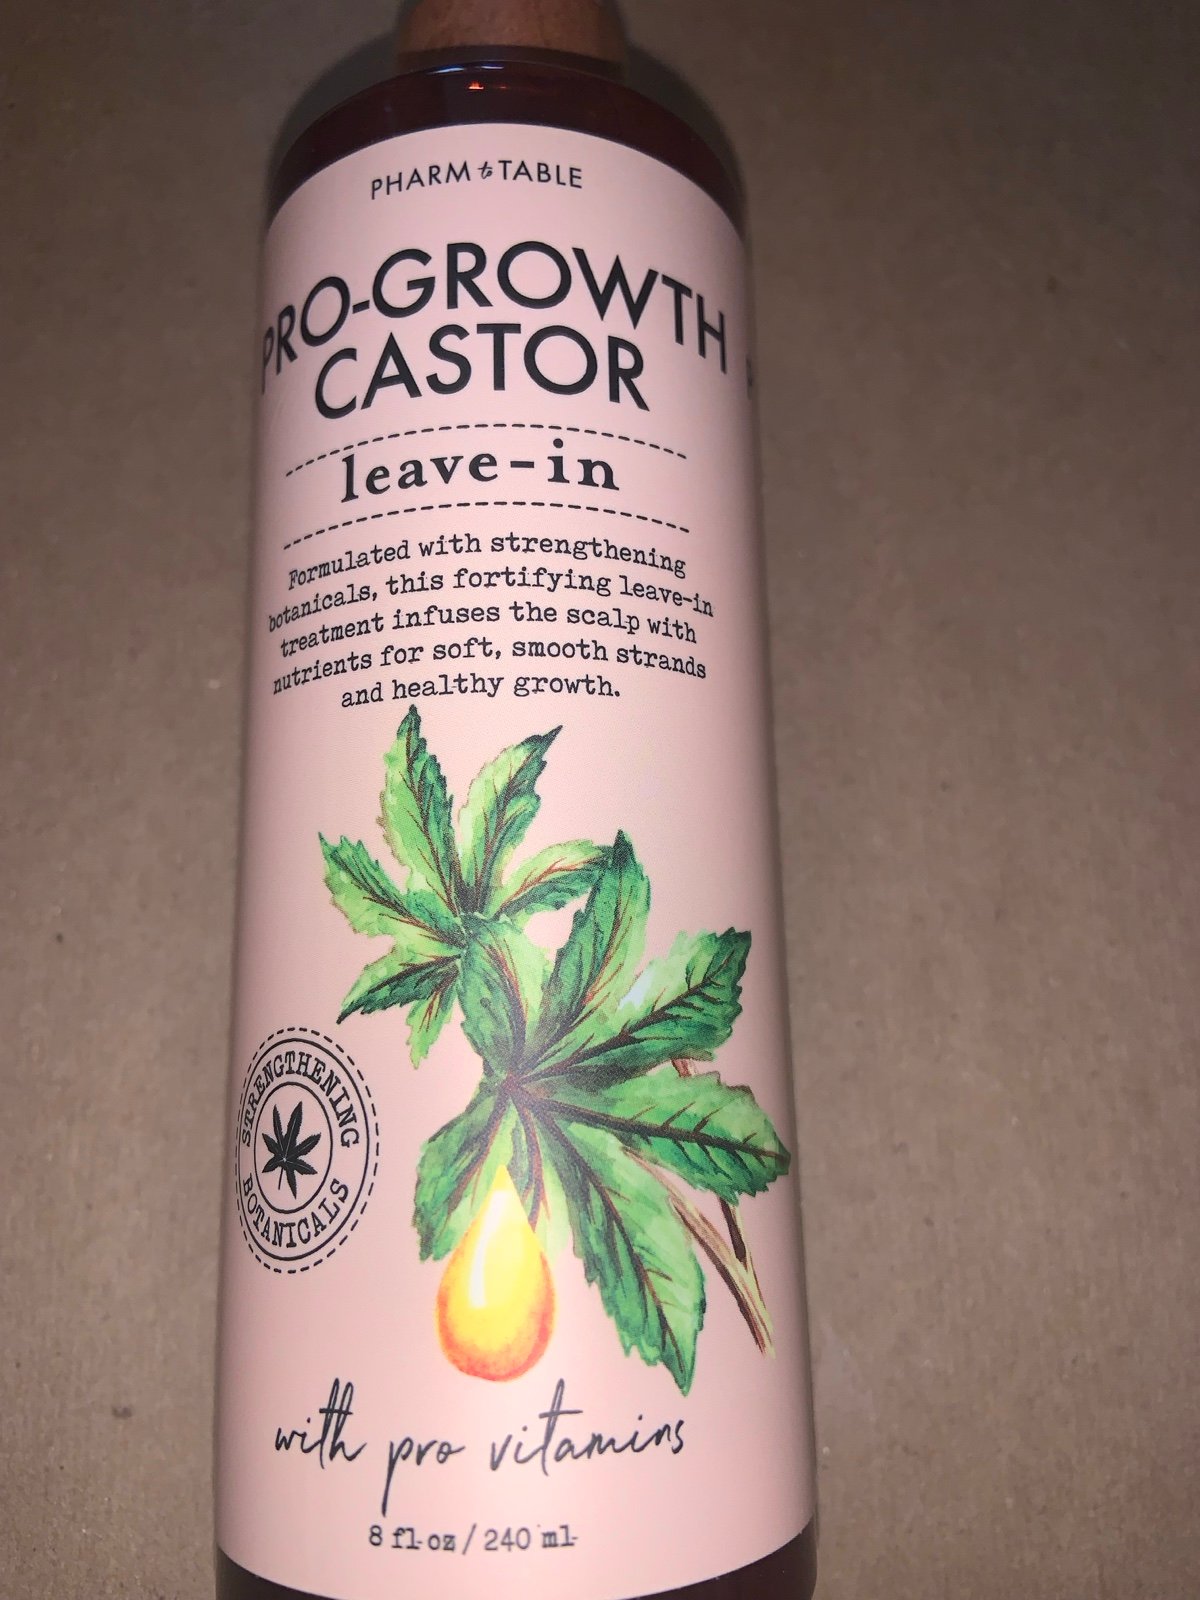 PHARM to TABLE
PRO-GROWTH
CASTOR
leave-in
Formulated with strengthening
botanicals, this fortifying leave-in
treatment infuses the scalp with
nutrients for soft, smooth strands
and healthy growth.
STRENGTHENING
BOTANICALS
with pro vitamins
8 fl oz / 240 ml